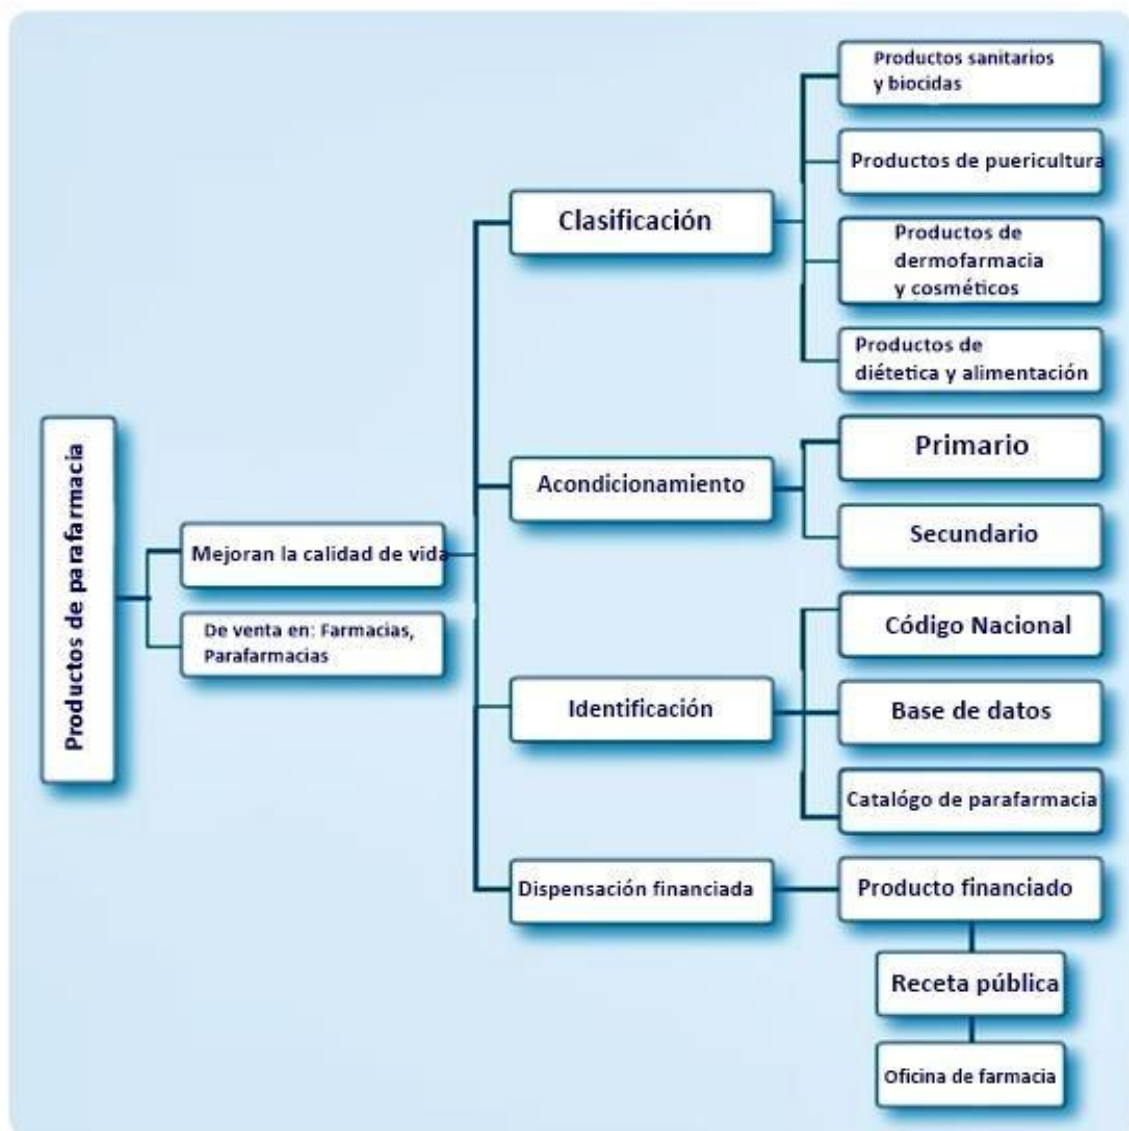 Productos de parafarmacia
Mejoran la calidad de vida
De venta en: Farmacias,
Parafarmacias
Clasificación
Productos sanitarios
y biocidas
Productos de puericultura
Productos de
dermofarmacia
y cosméticos
Productos de
diétetica y alimentación
Acondicionamiento
Primario
Secundario
Identificación
Código Nacional
Base de datos
Catalógo de parafarmacia
Dispensación financiada
Producto financiado
Receta pública
Oficina de farmacia